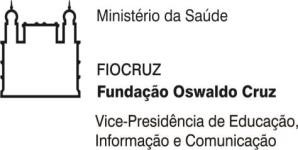 Ministério da Saúde
FIOCRUZ
Fundação Oswaldo Cruz
Vice-Presidência de Educação,
Informação e Comunicação